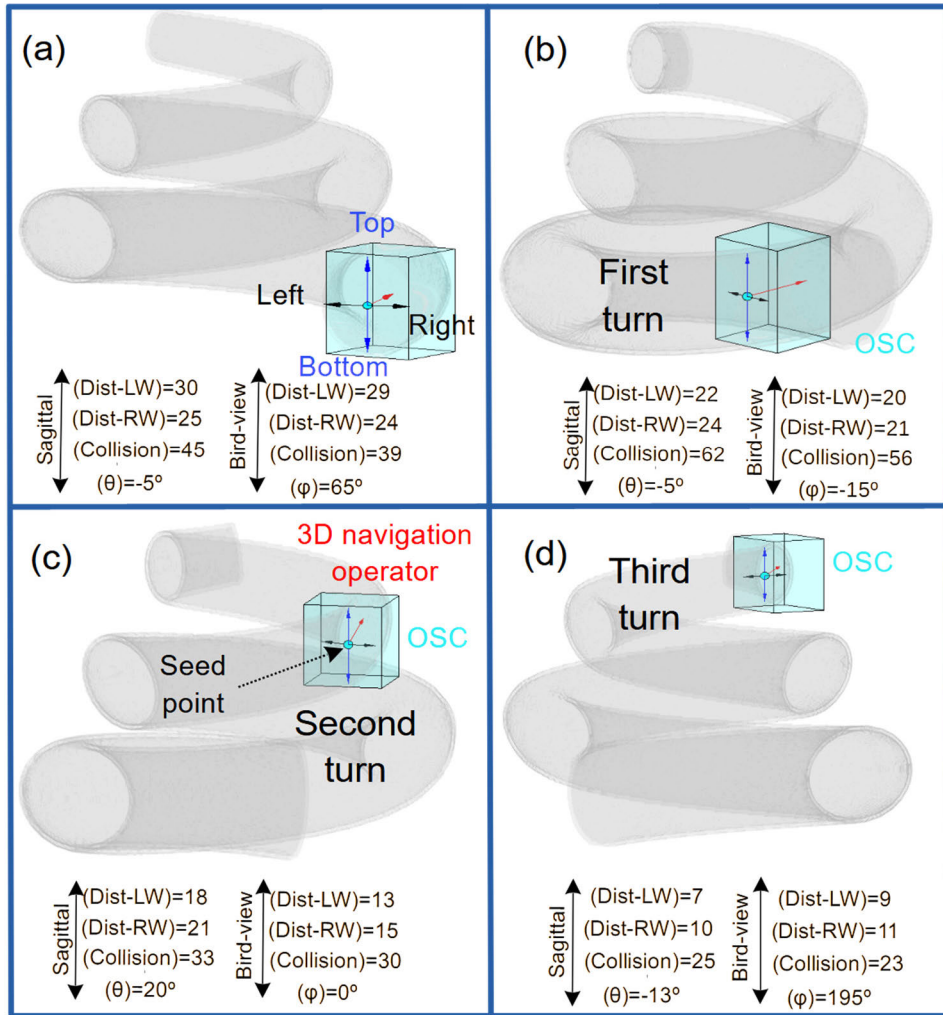 (a)
Top
Left
Right
Bottom
Sagittal
(Dist-LW)=30
(Dist-RW)=25
(Collision)=45
(θ)=-5º
Bird-view
(Dist-LW)=29
(Dist-RW)=24
(Collision)=39
(φ)=65º
(b)
First
turn
OSC
Sagittal
(Dist-LW)=22
(Dist-RW)=24
(Collision)=62
(θ)=-5º
Bird-view
(Dist-LW)=20
(Dist-RW)=21
(Collision)=56
(φ)=-15º
(c)
3D navigation
operator
OSC
Seed
point
Second
turn
Sagittal
(Dist-LW)=18
(Dist-RW)=21
(Collision)=33
(θ)=20º
Bird-view
(Dist-LW)=13
(Dist-RW)=15
(Collision)=30
(φ)=0º
(d)
Third
turn
OSC
Sagittal
(Dist-LW)=7
(Dist-RW)=10
(Collision)=25
(θ)=-13º
Bird-view
(Dist-LW)=9
(Dist-RW)=11
(Collision)=23
(φ)=195º